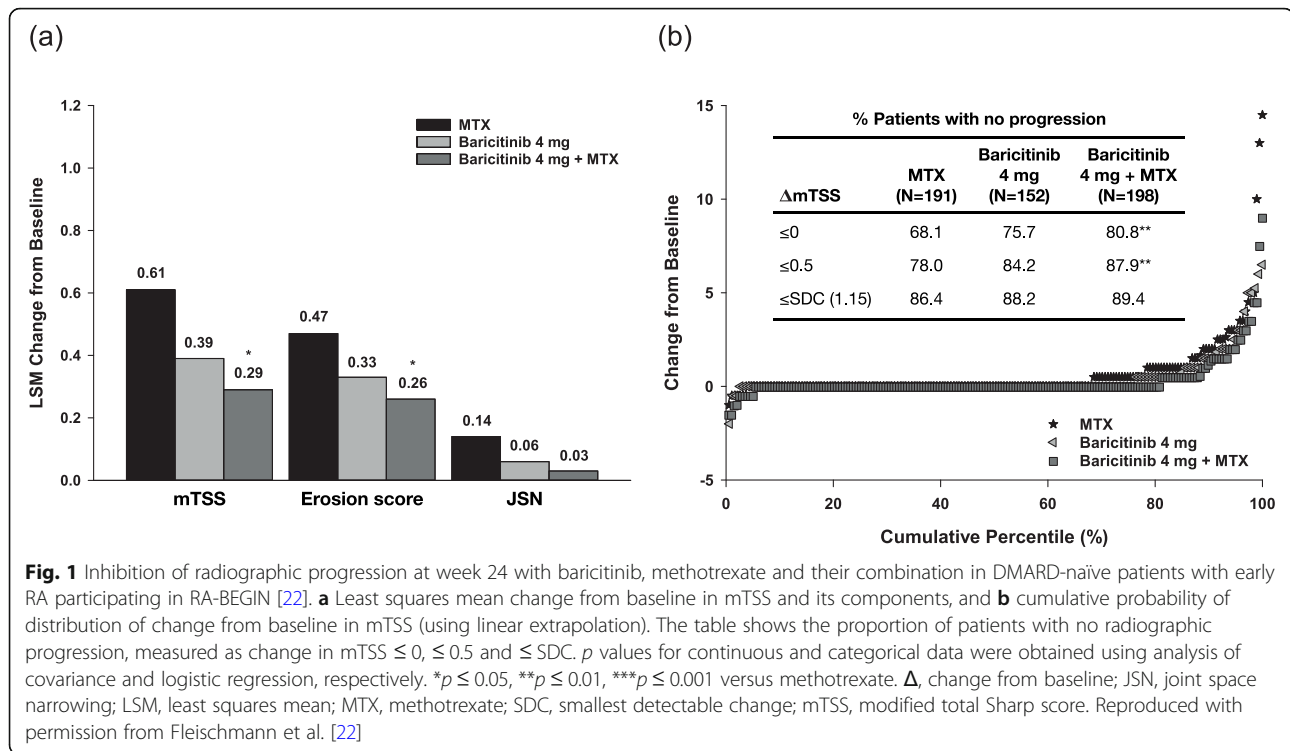 (a)
1.2
1.0
0.8
0.6
0.4
0.2
0.0
LSM Change from Baseline
MTX
Baricitinib 4 mg
Baricitinib 4 mg + MTX
0.61
0.39
*
0.29
0.47
0.33
*
0.26
0.14
0.06
0.03
mTSS
Erosion score
JSN
(b)
15
10
5
0
-5
Change from Baseline
% Patients with no progression
ΔmTSS MTX (N=191) Baricitinib 4 mg (N=152) Baricitinib 4 mg + MTX (N=198)
≤0 68.1 75.7 80.8**
≤0.5 78.0 84.2 87.9**
≤SDC (1.15) 86.4 88.2 89.4
MTX
Baricitinib 4 mg
Baricitinib 4 mg + MTX
0 20 40 60 80 100
Cumulative Percentile (%)
Fig. 1 Inhibition of radiographic progression at week 24 with baricitinib, methotrexate and their combination in DMARD-naïve patients with early
RA participating in RA-BEGIN [22]. a Least squares mean change from baseline in mTSS and its components, and b cumulative probability of
distribution of change from baseline in mTSS (using linear extrapolation). The table shows the proportion of patients with no radiographic
progression, measured as change in mTSS ≤ 0, ≤ 0.5 and ≤ SDC. p values for continuous and categorical data were obtained using analysis of
covariance and logistic regression, respectively. *p ≤ 0.05, **p ≤ 0.01, ***p ≤ 0.001 versus methotrexate. Δ, change from baseline; JSN, joint space
narrowing; LSM, least squares mean; MTX, methotrexate; SDC, smallest detectable change; mTSS, modified total Sharp score. Reproduced with
permission from Fleischmann et al. [22]